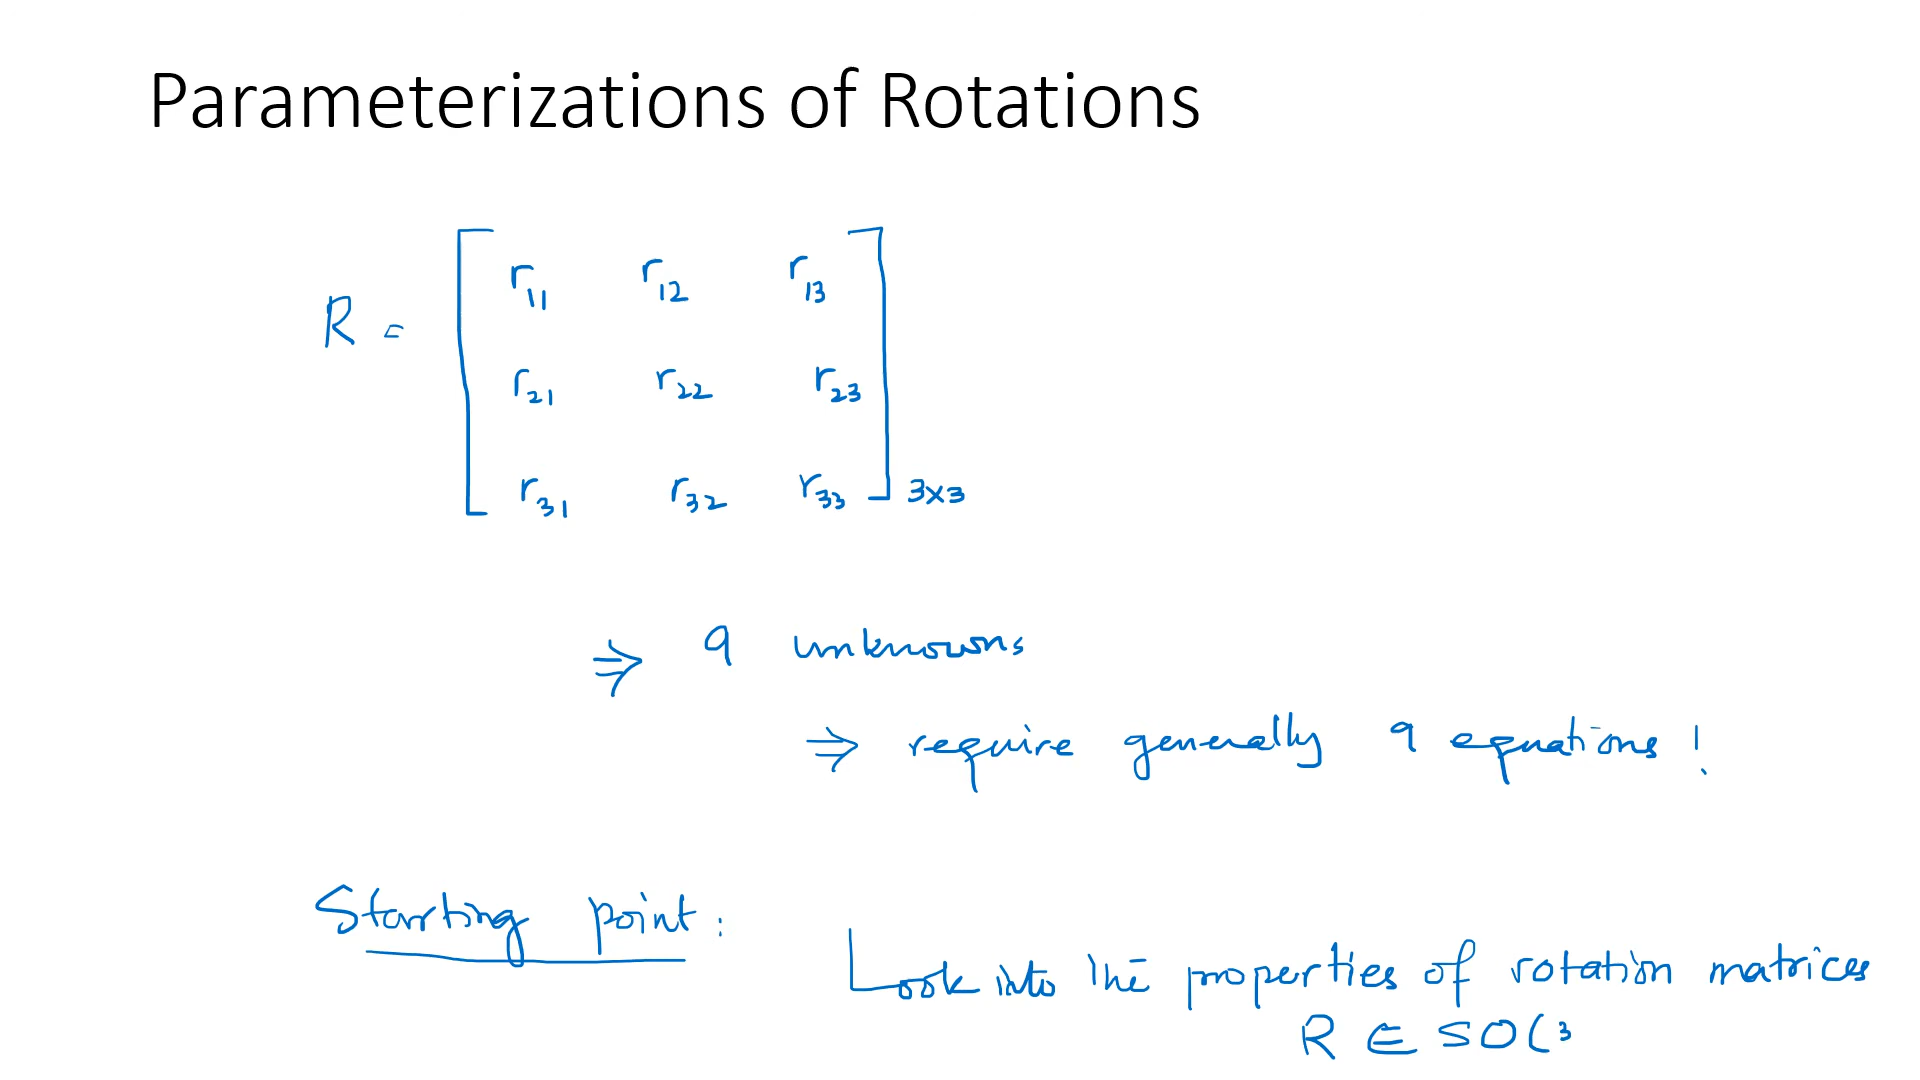 Parameterizations of Rotations
r11 r12 r13
R =
r21 r22 r23
r31 r32 r33 3x3
⇒ 9 unknowns
⇒ require generally 9 equations !
Starting point :
Look into the properties of rotation matrices
R ∈ SO(3